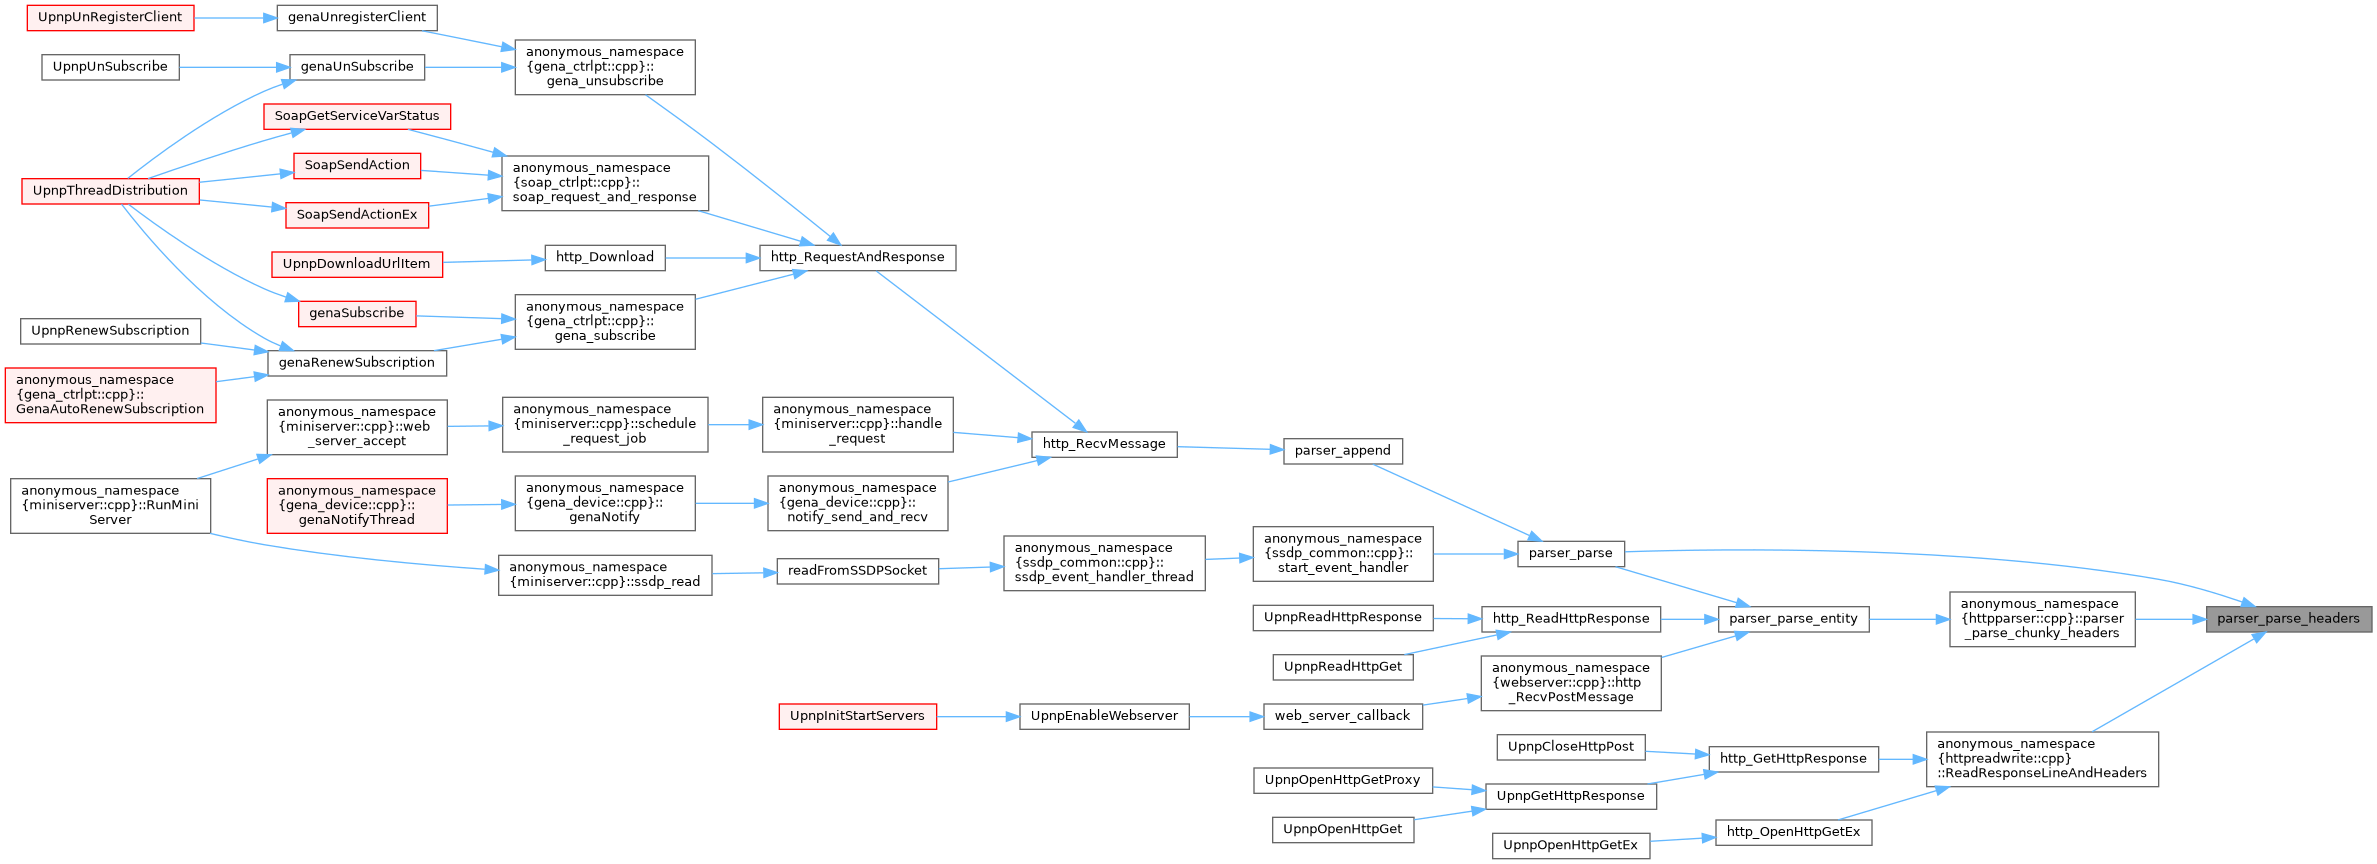 UpnpUnRegisterClient
genaUnregisterClient
UpnpUnSubscribe
genaUnSubscribe
anonymous_namespace
{gena_ctrlpt::cpp}::
gena_unsubscribe
SoapGetServiceVarStatus
SoapSendAction
UpnpThreadDistribution
SoapSendActionEx
anonymous_namespace
{soap_ctrlpt::cpp}::
soap_request_and_response
UpnpDownloadUrlItem
http_Download
http_RequestAndResponse
genaSubscribe
anonymous_namespace
{gena_ctrlpt::cpp}::
gena_subscribe
UpnpRenewSubscription
genaRenewSubscription
anonymous_namespace
{gena_ctrlpt::cpp}::
GenaAutoRenewSubscription
anonymous_namespace
{miniserver::cpp}::web
_server_accept
anonymous_namespace
{miniserver::cpp}::schedule
_request_job
anonymous_namespace
{miniserver::cpp}::handle
_request
http_RecvMessage
parser_append
anonymous_namespace
{miniserver::cpp}::RunMini
Server
anonymous_namespace
{gena_device::cpp}::
genaNotifyThread
anonymous_namespace
{gena_device::cpp}::
genaNotify
anonymous_namespace
{gena_device::cpp}::
notify_send_and_recv
anonymous_namespace
{miniserver::cpp}::ssdp_read
readFromSSDPSocket
anonymous_namespace
{ssdp_common::cpp}::
ssdp_event_handler_thread
anonymous_namespace
{ssdp_common::cpp}::
start_event_handler
parser_parse
UpnpReadHttpResponse
http_ReadHttpResponse
parser_parse_entity
anonymous_namespace
{httpparser::cpp}::parser
_parse_chunky_headers
parser_parse_headers
UpnpReadHttpGet
anonymous_namespace
{webserver::cpp}::http
_RecvPostMessage
UpnpInitStartServers
UpnpEnableWebserver
web_server_callback
UpnpCloseHttpPost
http_GetHttpResponse
anonymous_namespace
{httpreadwrite::cpp}
::ReadResponseLineAndHeaders
UpnpOpenHttpGetProxy
UpnpGetHttpResponse
UpnpOpenHttpGet
http_OpenHttpGetEx
UpnpOpenHttpGetEx